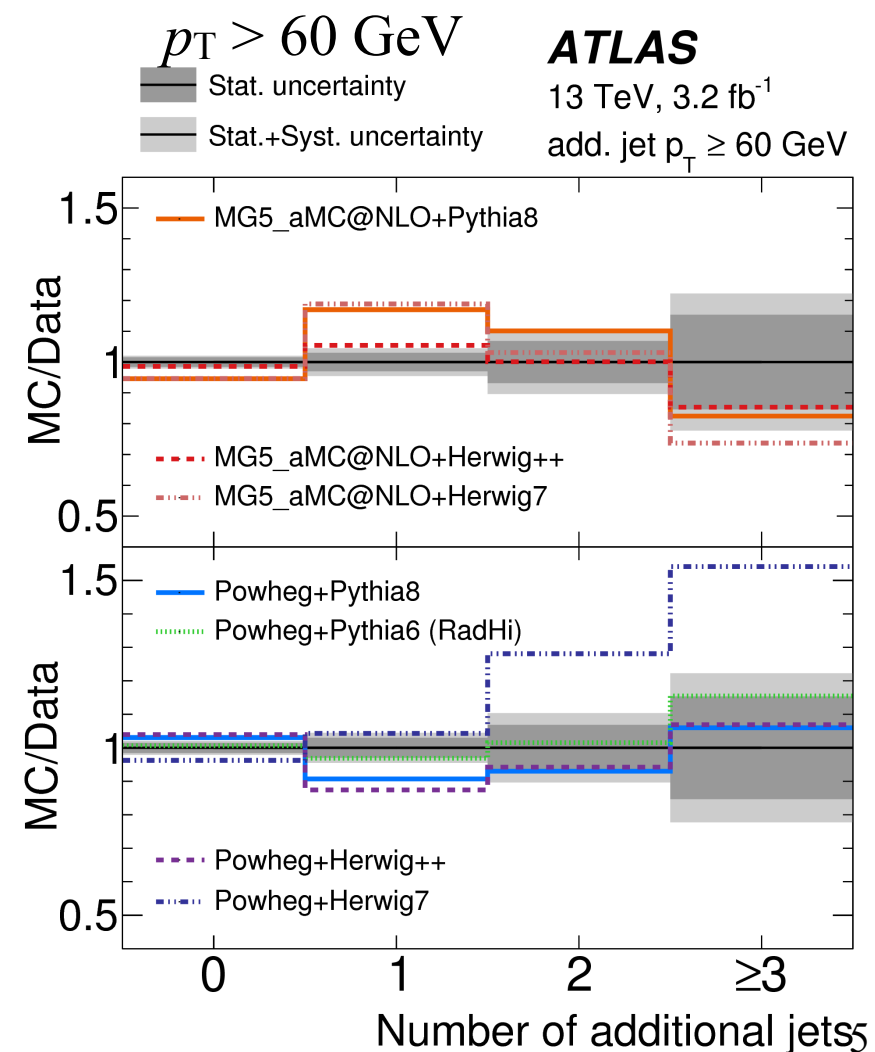 pT > 60 GeV
ATLAS
Stat. uncertainty
13 TeV, 3.2 fb-1
Stat.+Syst. uncertainty
add. jet pT ≥ 60 GeV
1.5
MG5_aMC@NLO+Pythia8
MC/Data
1
MG5_aMC@NLO+Herwig++
MG5_aMC@NLO+Herwig7
0.5
1.5
Powheg+Pythia8
Powheg+Pythia6 (RadHi)
MC/Data
1
Powheg+Herwig++
Powheg+Herwig7
0.5
0 1 2 ≥3
Number of additional jets
5